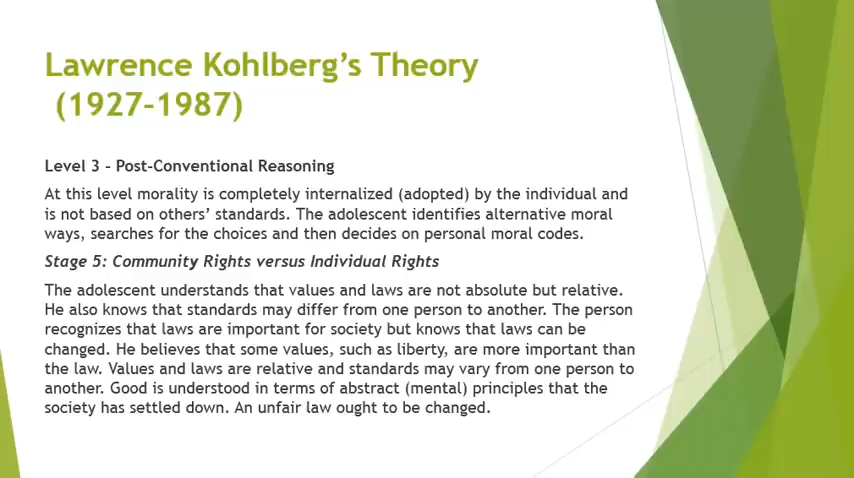 Lawrence Kohlberg’s Theory
(1927-1987)
Level 3 - Post-Conventional Reasoning
At this level morality is completely internalized (adopted) by the individual and
is not based on others’ standards. The adolescent identifies alternative moral
ways, searches for the choices and then decides on personal moral codes.
Stage 5: Community Rights versus Individual Rights
The adolescent understands that values and laws are not absolute but relative.
He also knows that standards may differ from one person to another. The person
recognizes that laws are important for society but knows that laws can be
changed. He believes that some values, such as liberty, are more important than
the law. Values and laws are relative and standards may vary from one person to
another. Good is understood in terms of abstract (mental) principles that the
society has settled down. An unfair law ought to be changed.